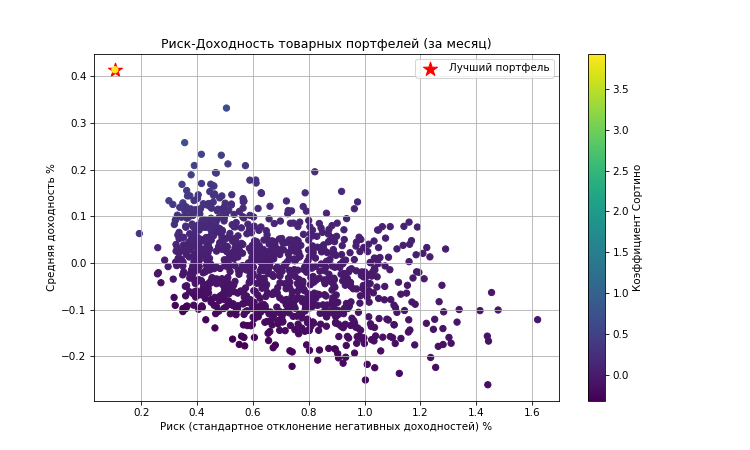 Риск-Доходность товарных портфелей (за месяц)
Лучший портфель
Средняя доходность %
0.4
0.3
0.2
0.1
0.0
−0.1
−0.2
0.2 0.4 0.6 0.8 1.0 1.2 1.4 1.6
Риск (стандартное отклонение негативных доходностей) %
3.5
3.0
2.5
2.0
1.5
1.0
0.5
0.0
Коэффициент Сортино